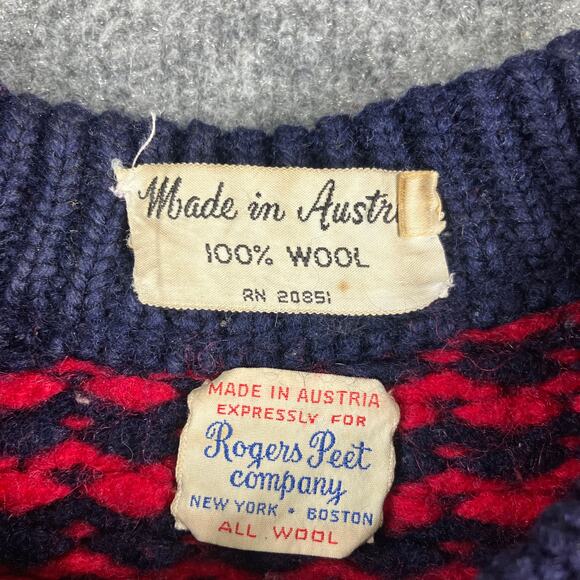 Made in Austr
100% WOOL
RN 20851
MADE IN AUSTRIA
EXPRESSLY FOR
Rogers Peet
company
NEW YORK • BOSTON
ALL WOOL